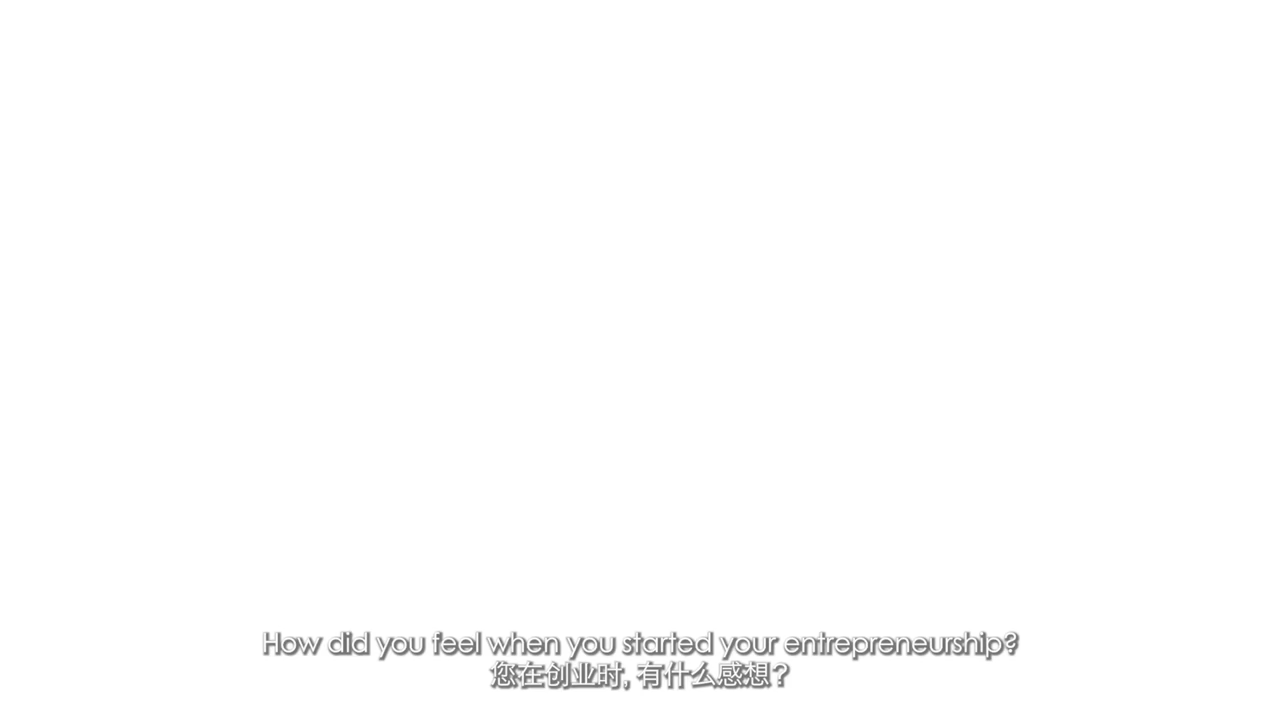 How did you feel when you started your entrepreneurship?
您在创业时, 有什么感想?